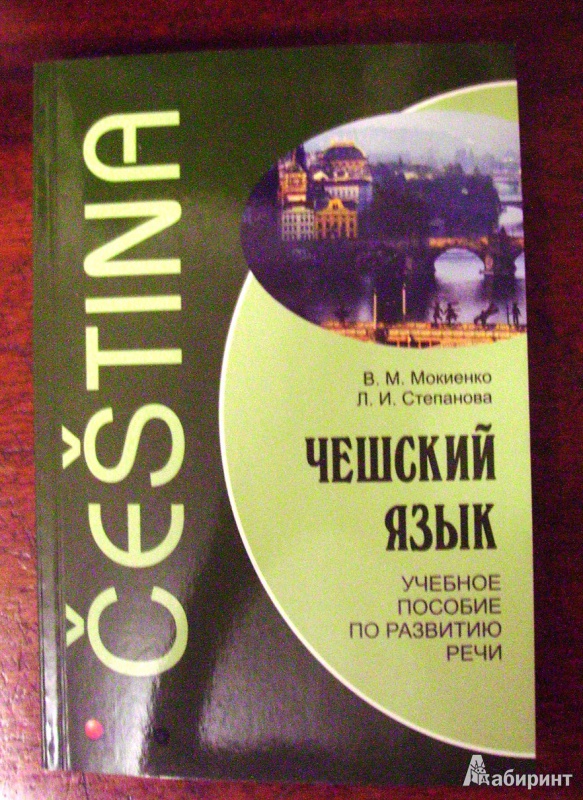 ČEŠTINA
В. М. Мокиенко
Л. И. Степанова
ЧЕШСКИЙ
ЯЗЫК
УЧЕБНОЕ
ПОСОБИЕ
ПО РАЗВИТИЮ
РЕЧИ
Лабиринт